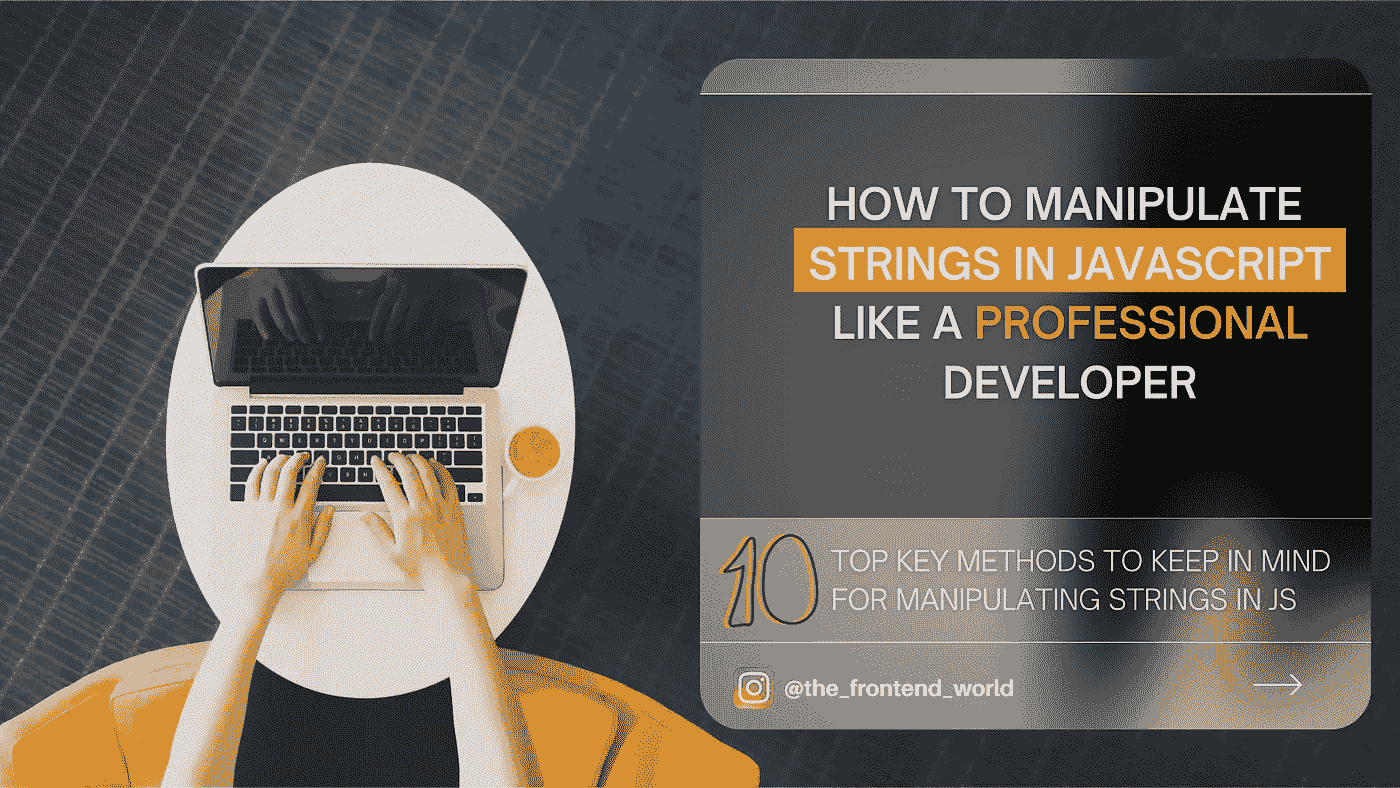 HOW TO MANIPULATE
STRINGS IN JAVASCRIPT
LIKE A PROFESSIONAL
DEVELOPER
10 TOP KEY METHODS TO KEEP IN MIND
FOR MANIPULATING STRINGS IN JS
@the_frontend_world